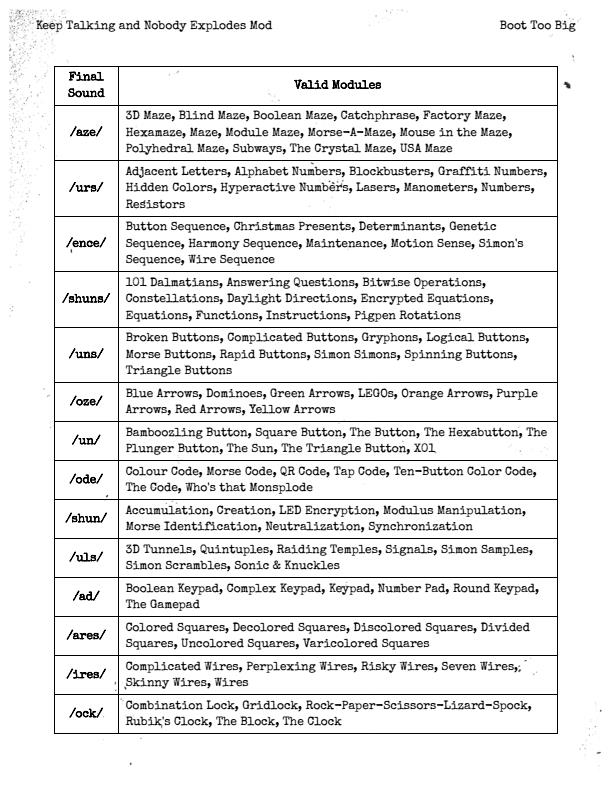 Keep Talking and Nobody Explodes Mod
Boot Too Big
Final
Sound
Valid Modules
/aze/
3D Maze, Blind Maze, Boolean Maze, Catchphrase, Factory Maze,
Hexamaze, Maze, Module Maze, Morse-A-Maze, Mouse in the Maze,
Polyhedral Maze, Subways, The Crystal Maze, USA Maze
/urs/
Adjacent Letters, Alphabet Numbers, Blockbusters, Graffiti Numbers,
Hidden Colors, Hyperactive Numbers, Lasers, Manometers, Numbers,
Resistors
/ence/
Button Sequence, Christmas Presents, Determinants, Genetic
Sequence, Harmony Sequence, Maintenance, Motion Sense, Simon's
Sequence, Wire Sequence
/shuns/
101 Dalmatians, Answering Questions, Bitwise Operations,
Constellations, Daylight Directions, Encrypted Equations,
Equations, Functions, Instructions, Pigpen Rotations
/uns/
Broken Buttons, Complicated Buttons, Gryphons, Logical Buttons,
Morse Buttons, Rapid Buttons, Simon Simons, Spinning Buttons,
Triangle Buttons
/oze/
Blue Arrows, Dominoes, Green Arrows, LEGOs, Orange Arrows, Purple
Arrows, Red Arrows, Yellow Arrows
/un/
Bamboozling Button, Square Button, The Button, The Hexabutton, The
Plunger Button, The Sun, The Triangle Button, X01
/ode/
Colour Code, Morse Code, QR Code, Tap Code, Ten-Button Color Code,
The Code, Who's that Monsplode
/shun/
Accumulation, Creation, LED Encryption, Modulus Manipulation,
Morse Identification, Neutralization, Synchronization
/uls/
3D Tunnels, Quintuples, Raiding Temples, Signals, Simon Samples,
Simon Scrambles, Sonic & Knuckles
/ad/
Boolean Keypad, Complex Keypad, Keypad, Number Pad, Round Keypad,
The Gamepad
/ares/
Colored Squares, Decolored Squares, Discolored Squares, Divided
Squares, Uncolored Squares, Varicolored Squares
/ires/
Complicated Wires, Perplexing Wires, Risky Wires, Seven Wires,
Skinny Wires, Wires
/ock/
Combination Lock, Gridlock, Rock-Paper-Scissors-Lizard-Spock,
Rubik's Clock, The Block, The Clock